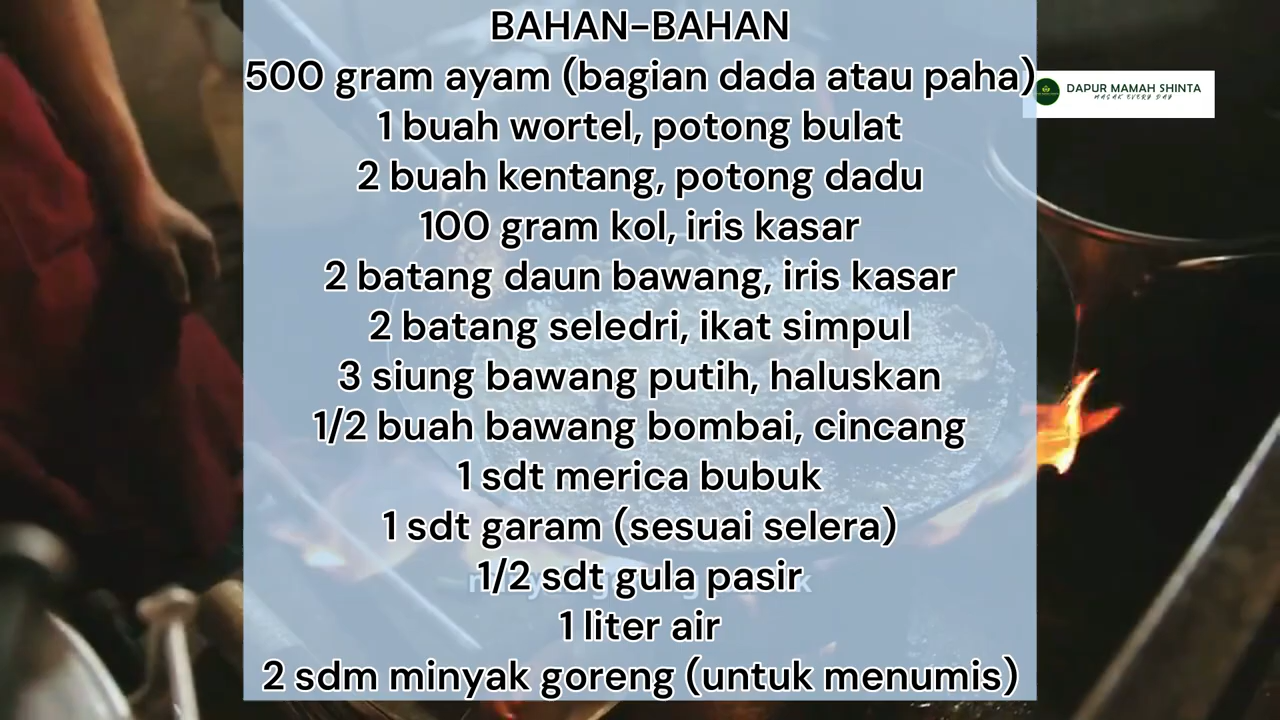 BAHAN-BAHAN
500 gram ayam (bagian dada atau paha)
DAPUR MAMAH SHINTA
MASAK EVERY DAY
1 buah wortel, potong bulat
2 buah kentang, potong dadu
100 gram kol, iris kasar
2 batang daun bawang, iris kasar
2 batang seledri, ikat simpul
3 siung bawang putih, haluskan
1/2 buah bawang bombai, cincang
1 sdt merica bubuk
1 sdt garam (sesuai selera)
1/2 sdt gula pasir
1 liter air
2 sdm minyak goreng (untuk menumis)